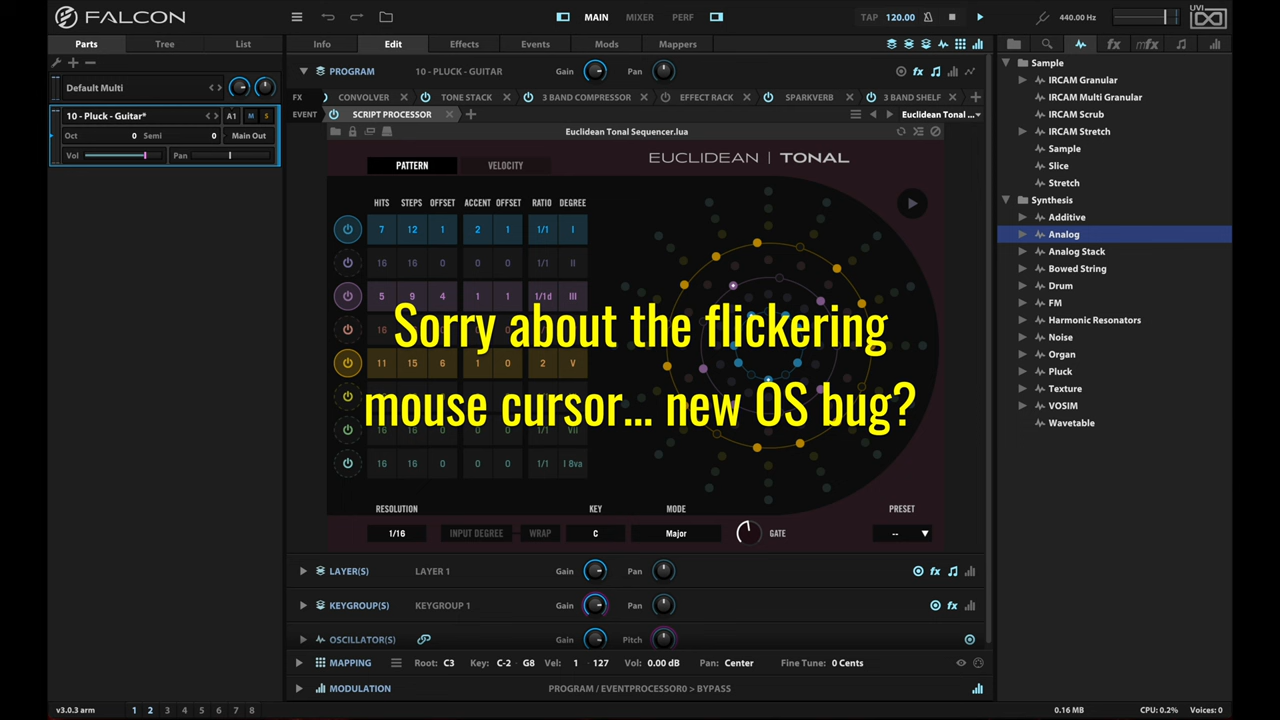 FALCON
MAIN
MIXER
PERF
TAP 120.00
440.00 Hz
UVI
Parts
Tree
List
Info
Edit
Effects
Events
Mods
Mappers
Default Multi
10 - Pluck - Guitar*
A1
M
S
Oct 0 Semi 0 Main Out
Vol
Pan
PROGRAM
10 - PLUCK - GUITAR
Gain
Pan
FX CONVOLVER TONE STACK 3 BAND COMPRESSOR EFFECT RACK SPARKVERB 3 BAND SHELF
EVENT SCRIPT PROCESSOR Euclidean Tonal ...
Euclidean Tonal Sequencer.lua
PATTERN
VELOCITY
EUCLIDEAN | TONAL
HITS STEPS OFFSET ACCENT OFFSET RATIO DEGREE
7 12 1 2 1 1/1 I
16 16 0 0 0 1/1 II
5 9 4 1 1 1/1d III
16
11 15 6 1 0 2 V
VII
16 16 0 0 0 1/1 I 8va
Sorry about the flickering
mouse cursor... new OS bug?
RESOLUTION
KEY
MODE
PRESET
1/16
INPUT DEGREE
WRAP
C
Major
GATE
--
LAYER(S) LAYER 1 Gain Pan
KEYGROUP(S) KEYGROUP 1 Gain Pan
OSCILLATOR(S) Gain Pitch
MAPPING Root: C3 Key: C-2 - G8 Vel: 1 - 127 Vol: 0.00 dB Pan: Center Fine Tune: 0 Cents
MODULATION PROGRAM / EVENTPROCESSOR0 > BYPASS
v3.0.3 arm 1 2 3 4 5 6 7 8
0.16 MB CPU: 0.2% Voices: 0
fx
mfx
Sample
IRCAM Granular
IRCAM Multi Granular
IRCAM Scrub
IRCAM Stretch
Sample
Slice
Stretch
Synthesis
Additive
Analog
Analog Stack
Bowed String
Drum
FM
Harmonic Resonators
Noise
Organ
Pluck
Texture
VOSIM
Wavetable